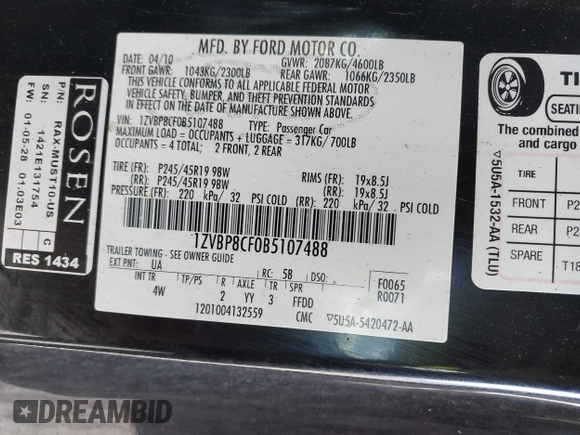 MFD. BY FORD MOTOR CO.
DATE: 04/10 GVWR: 2087KG/4600LB
FRONT GAWR: 1043KG/2300LB REAR GAWR: 1066KG/2350LB
THIS VEHICLE CONFORMS TO ALL APPLICABLE FEDERAL MOTOR
VEHICLE SAFETY, BUMPER, AND THEFT PREVENTION STANDARDS
IN EFFECT ON THE DATE OF MANUFACTURE SHOWN ABOVE.
VIN: 1ZVBP8CF0B5107488 TYPE: Passenger Car
MAXIMUM LOAD = OCCUPANTS + LUGGAGE = 317KG/700LB
OCCUPANTS = 4 TOTAL; 2 FRONT, 2 REAR
TIRE (FR): P245/45R19 98W RIMS (FR): 19x8.5J
(RR): P245/45R19 98W (RR): 19x8.5J
PRESSURE (FR): 220 kPa/ 32 PSI COLD (RR): 220 kPa/ 32 PSI COLD
1ZVBP8CF0B5107488
TRAILER TOWING - SEE OWNER GUIDE
EXT PNT: UA RC: 58 DSO: F0065
R0071
INT TR TP/PS R AXLE TR SPR
4W 2 YY 3 FFDD
1201004132559 CMC ▽5U5A-5420472-AA
ROSEN
P/N: RAX-MUST10-US
1421E131754 C
FW: 01-05-28 01.03E03
RES 1434
TI
SEATI
The combined
and cargo
TIRE
FRONT P2
REAR P2
SPARE T18
▽5U5A-1532-AA (TLU)
DREAMBID